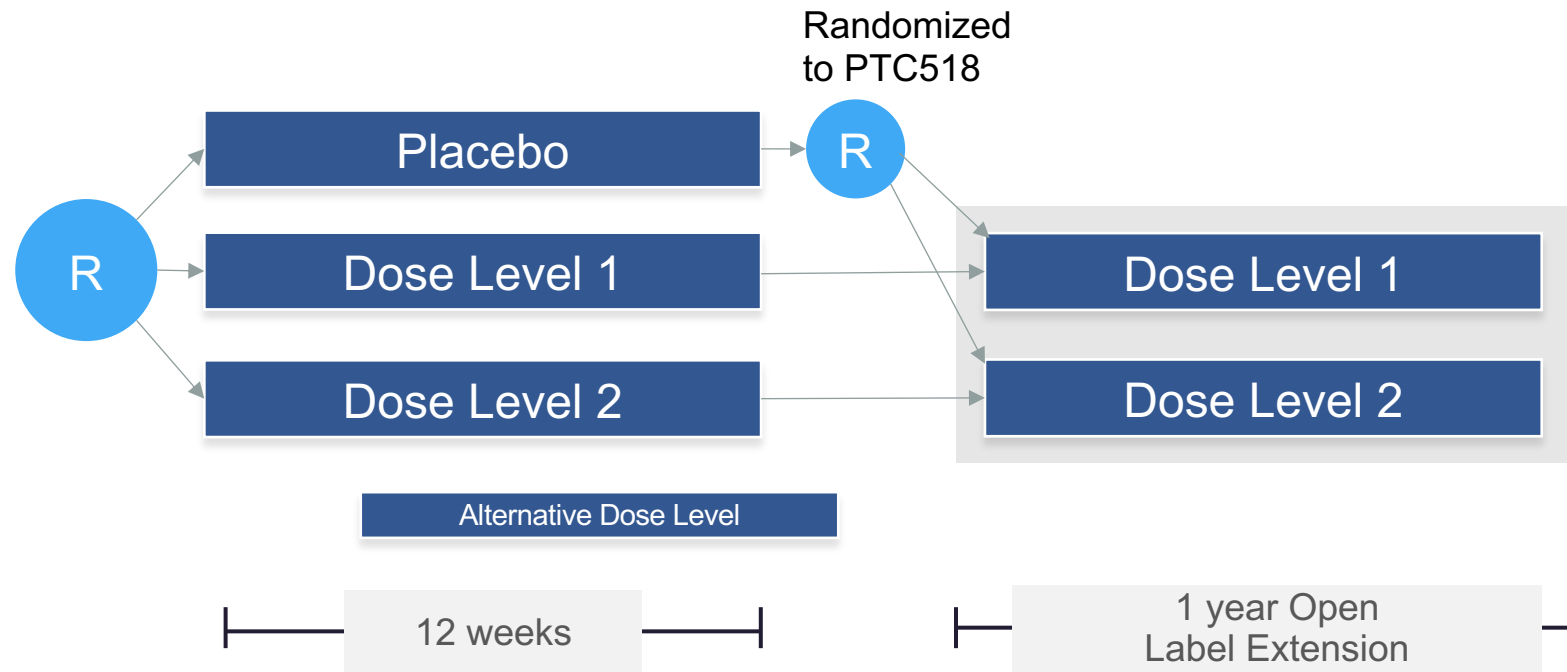 Randomized
to PTC518
Placebo
R
R
Dose Level 1
Dose Level 1
Dose Level 2
Dose Level 2
Alternative Dose Level
12 weeks
1 year Open
Label Extension